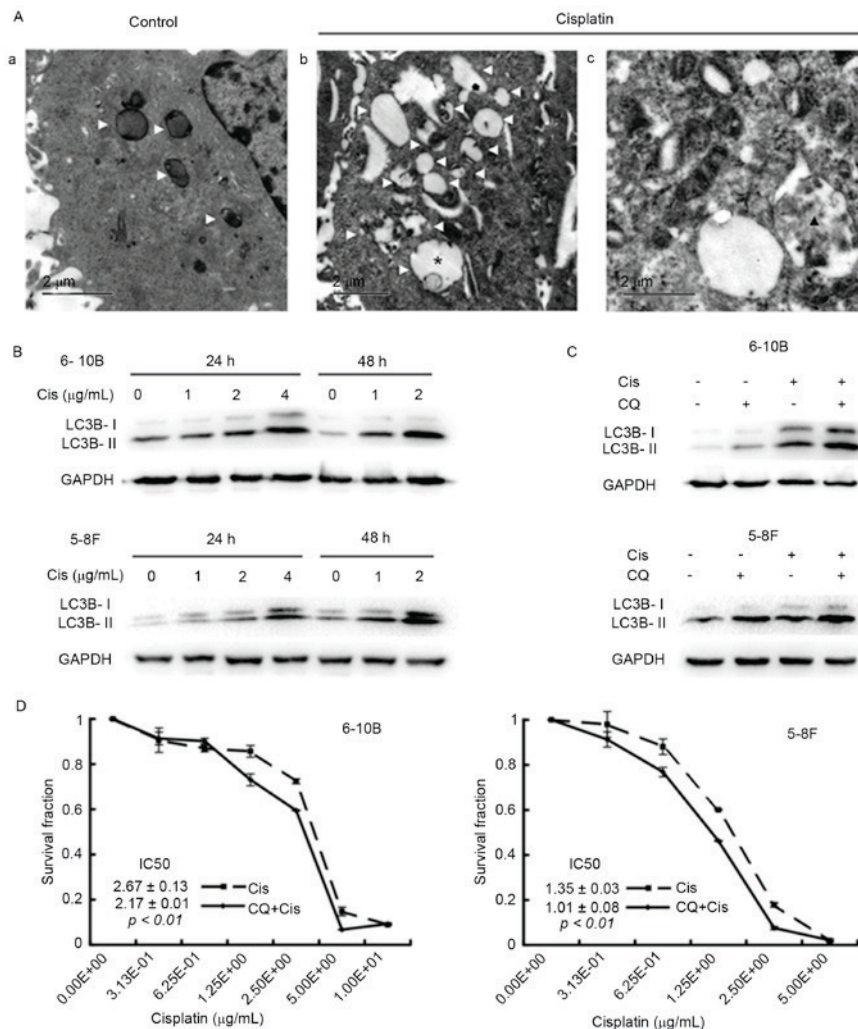 A
Control
Cisplatin
a
b
c
2 μm
2 μm
2 μm
B
6- 10B
24 h
48 h
Cis (μg/mL) 0 1 2 4 0 1 2
LC3B- I
LC3B- II
GAPDH
5-8F
24 h
48 h
Cis (μg/mL) 0 1 2 4 0 1 2
LC3B- I
LC3B- II
GAPDH
C
6-10B
Cis - - + +
CQ - + - +
LC3B- I
LC3B- II
GAPDH
5-8F
Cis - - + +
CQ - + - +
LC3B- I
LC3B- II
GAPDH
D
6-10B
Survival fraction
1
0.8
0.6
0.4
0.2
0
IC50
2.67 ± 0.13 Cis
2.17 ± 0.01 CQ+Cis
p < 0.01
0.00E+00 3.13E-01 6.25E-01 1.25E+00 2.50E+00 5.00E+00 1.00E+01
Cisplatin (μg/mL)
5-8F
Survival fraction
1
0.8
0.6
0.4
0.2
0
IC50
1.35 ± 0.03 Cis
1.01 ± 0.08 CQ+Cis
p < 0.01
0.00E+00 3.13E-01 6.25E-01 1.25E+00 2.50E+00 5.00E+00
Cisplatin (μg/mL)